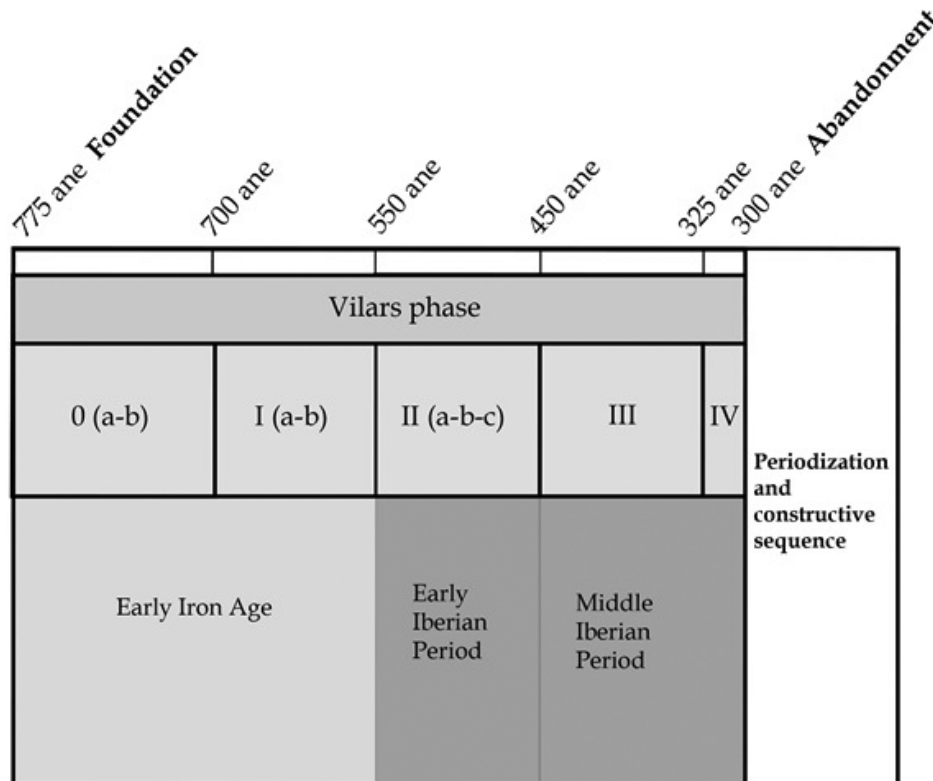 775 ane Foundation
700 ane
550 ane
450 ane
325 ane
300 ane Abandonment
Vilars phase
0 (a-b)
I (a-b)
II (a-b-c)
III
IV
Periodization
and
constructive
sequence
Early Iron Age
Early
Iberian
Period
Middle
Iberian
Period